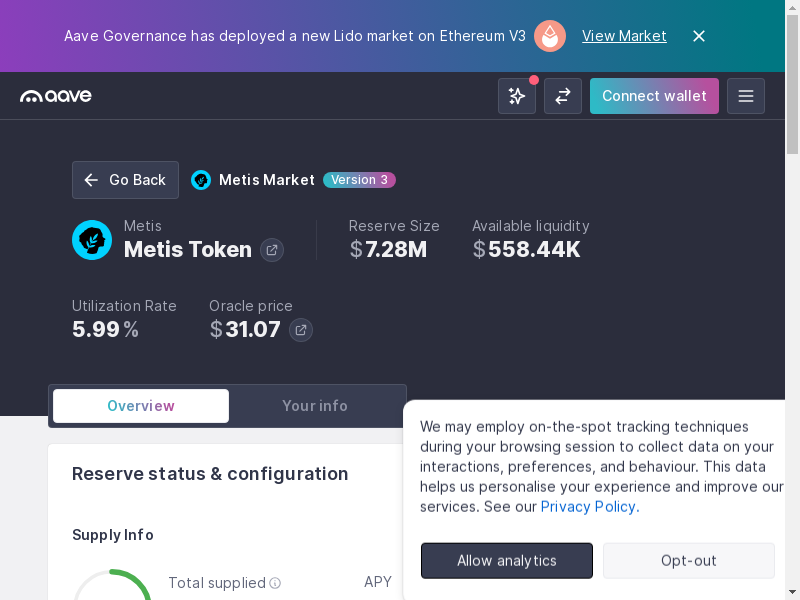 Aave Governance has deployed a new Lido market on Ethereum V3 View Market
aave
Connect wallet
Go Back
Metis Market
Version 3
Metis
Metis Token
Reserve Size
$7.28M
Available liquidity
$558.44K
Utilization Rate
5.99%
Oracle price
$31.07
Overview
Your info
Reserve status & configuration
Supply Info
Total supplied
APY
We may employ on-the-spot tracking techniques
during your browsing session to collect data on your
interactions, preferences, and behaviour. This data
helps us personalise your experience and improve our
services. See our Privacy Policy.
Allow analytics
Opt-out